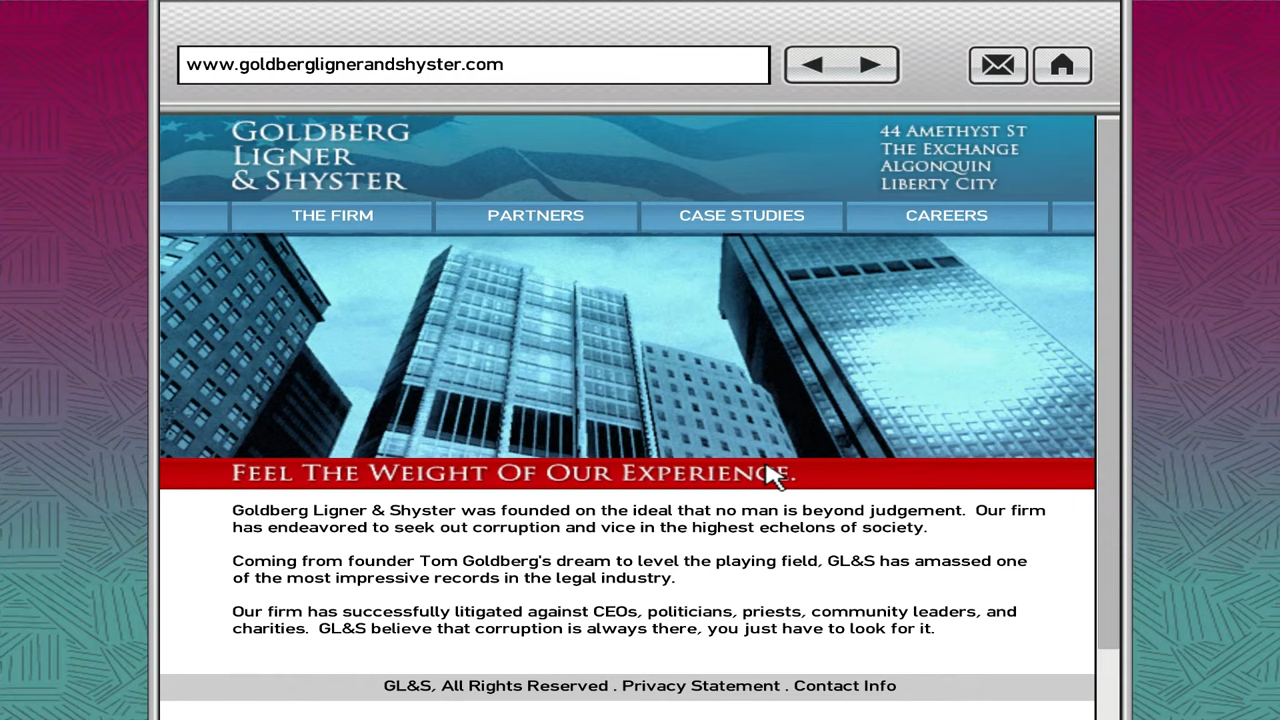 www.goldberglignerandshyster.com
GOLDBERG
LIGNER
& SHYSTER
44 AMETHYST ST
THE EXCHANGE
ALGONQUIN
LIBERTY CITY
THE FIRM
PARTNERS
CASE STUDIES
CAREERS
FEEL THE WEIGHT OF OUR EXPERIENCE.
Goldberg Ligner & Shyster was founded on the ideal that no man is beyond judgement.  Our firm
has endeavored to seek out corruption and vice in the highest echelons of society.
Coming from founder Tom Goldberg's dream to level the playing field, GL&S has amassed one
of the most impressive records in the legal industry.
Our firm has successfully litigated against CEOs, politicians, priests, community leaders, and
charities.  GL&S believe that corruption is always there, you just have to look for it.
GL&S, All Rights Reserved . Privacy Statement . Contact Info